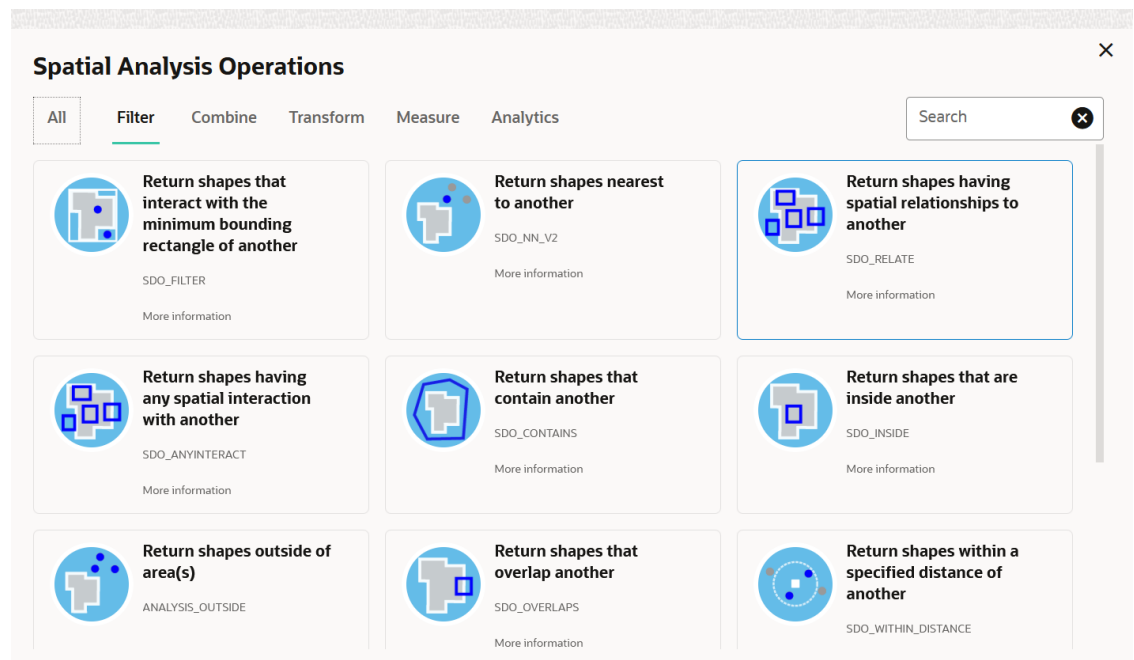 Spatial Analysis Operations
All
Filter
Combine
Transform
Measure
Analytics
Search
Return shapes that
interact with the
minimum bounding
rectangle of another
SDO_FILTER
More information
Return shapes nearest
to another
SDO_NN_V2
More information
Return shapes having
spatial relationships to
another
SDO_RELATE
More information
Return shapes having
any spatial interaction
with another
SDO_ANYINTERACT
More information
Return shapes that
contain another
SDO_CONTAINS
More information
Return shapes that are
inside another
SDO_INSIDE
More information
Return shapes outside of
area(s)
ANALYSIS_OUTSIDE
Return shapes that
overlap another
SDO_OVERLAPS
More information
Return shapes within a
specified distance of
another
SDO_WITHIN_DISTANCE